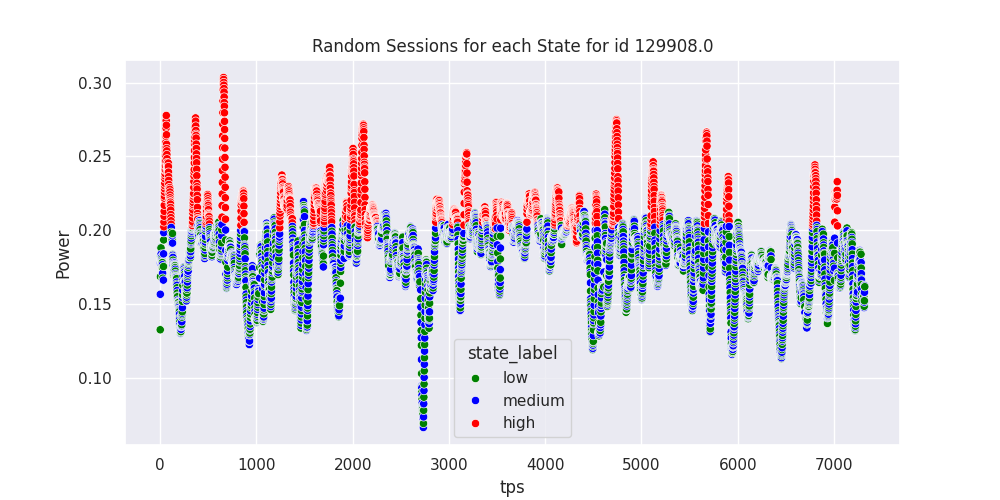 Random Sessions for each State for id 129908.0
0.30
0.25
0.20
0.15
0.10
Power
state_label
low
medium
high
0 1000 2000 3000 4000 5000 6000 7000
tps